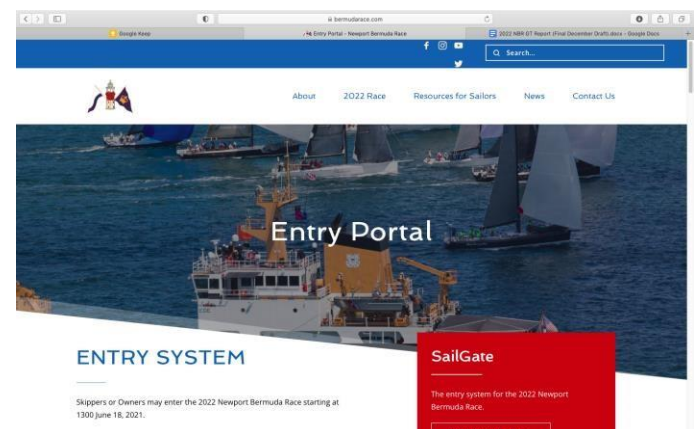 bermudarace.com
Google Keep
Entry Portal - Newport Bermuda Race
2022 NBR GT Report (Final December Draft).docx - Google Docs
Search...
About 2022 Race Resources for Sailors News Contact Us
Entry Portal
ENTRY SYSTEM
Skippers or Owners may enter the 2022 Newport Bermuda Race starting at
1300 June 18, 2021.
SailGate
The entry system for the 2022 Newport
Bermuda Race.